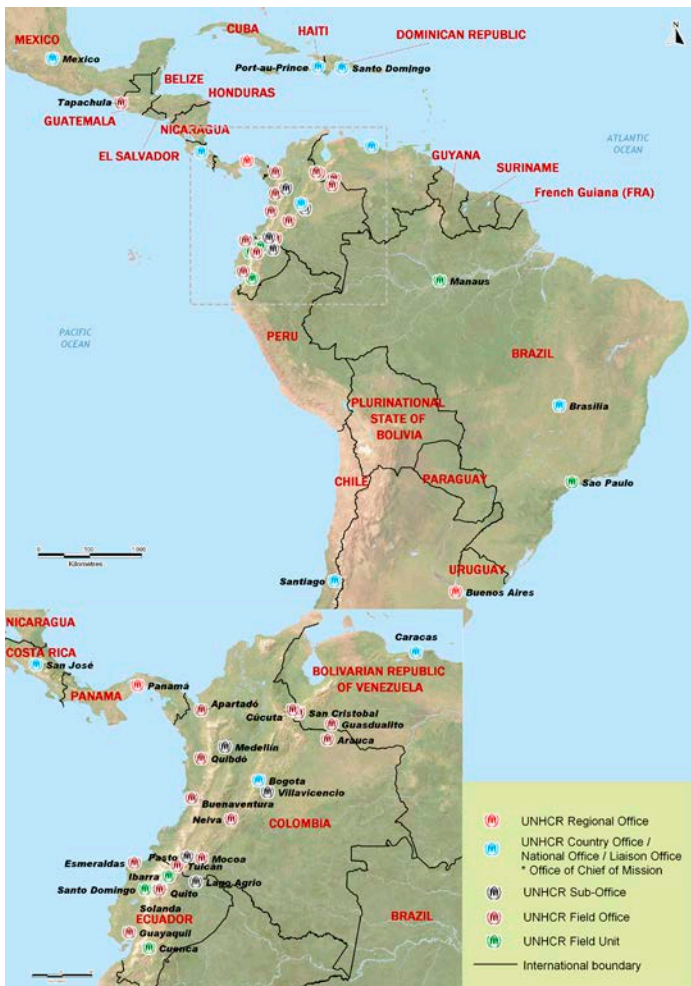 CUBA
HAITI
DOMINICAN REPUBLIC
N
MEXICO
Mexico
Port-au-Prince
Santo Domingo
BELIZE
HONDURAS
Tapachula
GUATEMALA
NICARAGUA
EL SALVADOR
ATLANTIC
OCEAN
GUYANA
SURINAME
French Guiana (FRA)
Manaus
PACIFIC
OCEAN
PERU
BRAZIL
PLURINATIONAL
STATE OF
BOLIVIA
Brasilia
CHILE
PARAGUAY
Sao Paulo
Kilometres
Santiago
URUGUAY
Buenos Aires
NICARAGUA
COSTA RICA
San José
Caracas
BOLIVARIAN REPUBLIC
OF VENEZUELA
PANAMA
Panamá
Apartadó
Cúcuta
San Cristobal
Guasdualito
Arauca
Medellín
Quibdó
Bogota
Villavicencio
Buenaventura
Neiva
COLOMBIA
Esmeraldas
Pasto
Mocoa
Tulcán
Ibarra
Lago Agrio
Santo Domingo
Quito
Solanda
ECUADOR
BRAZIL
Guayaquil
Cuenca
UNHCR Regional Office
UNHCR Country Office /
National Office / Liaison Office
* Office of Chief of Mission
UNHCR Sub-Office
UNHCR Field Office
UNHCR Field Unit
International boundary